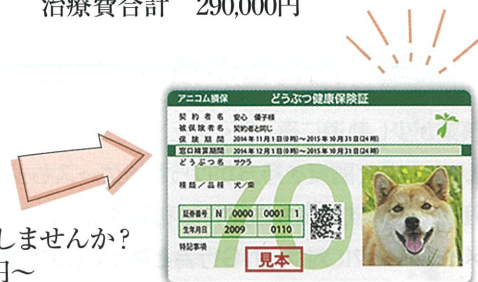 治療費合計　290,000円
アニコム損保　どうぶつ健康保険証
契約者名　安心　優子様
被保険者名　契約者と同じ
保険期間　2014年11月1日(0時)～2015年10月31日(24時)
窓口精算期間　2014年12月1日(0時)～2015年10月31日(24時)
どうぶつ名　サクラ
70
種類／品種　犬／柴
証券番号　N　0000　0001　1
生年月日　2009　0110
特記事項
見本
しませんか？
円～